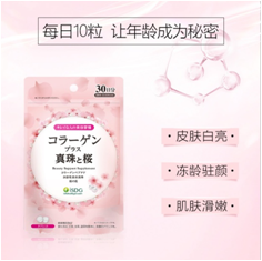 每日10粒 让年龄成为秘密
30日分
コラーゲン
プラス
真珠と桜
ISDG
· 皮肤白亮
· 冻龄驻颜
· 肌肤滑嫩